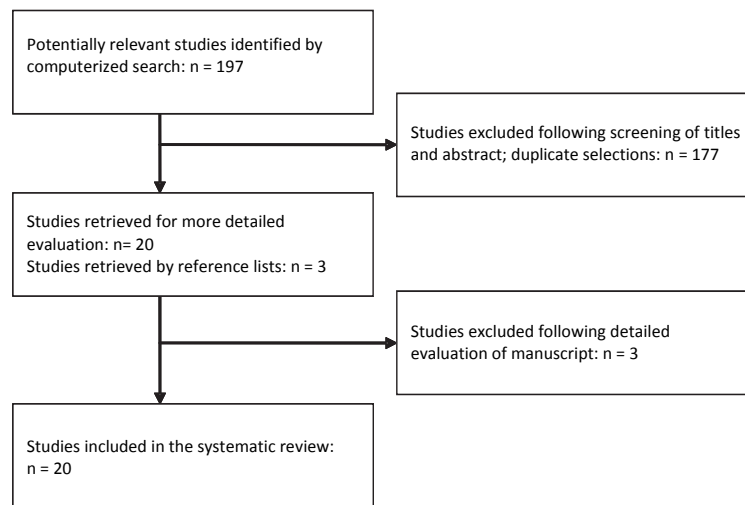 Potentially relevant studies identified by
computerized search: n = 197
Studies excluded following screening of titles
and abstract; duplicate selections: n = 177
Studies retrieved for more detailed
evaluation: n= 20
Studies retrieved by reference lists: n = 3
Studies excluded following detailed
evaluation of manuscript: n = 3
Studies included in the systematic review:
n = 20